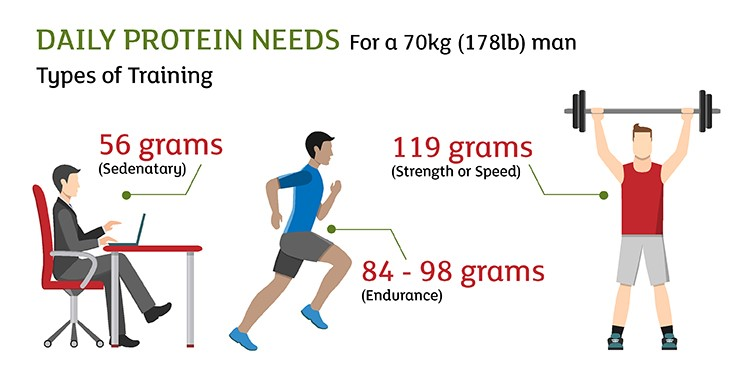 DAILY PROTEIN NEEDS For a 70kg (178lb) man
Types of Training
56 grams
(Sedenatary)
119 grams
(Strength or Speed)
84 - 98 grams
(Endurance)